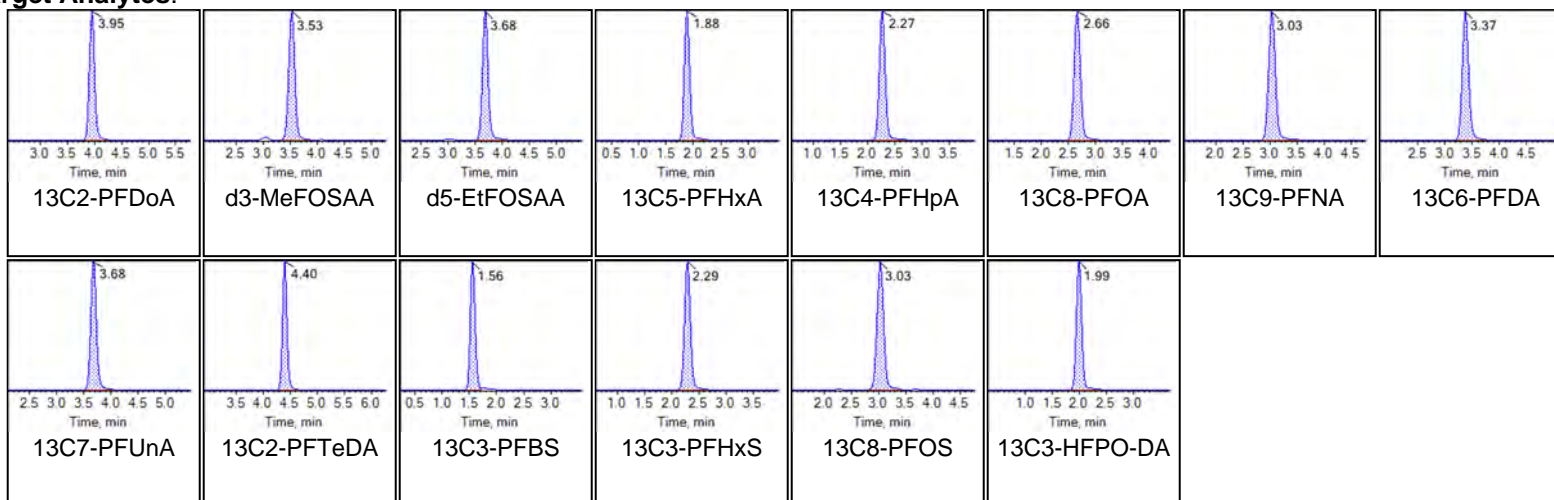 rget Analytes:
3.95 3.53 3.68 1.88 2.27 2.66 3.03 3.37
3.0 3.5 4.0 4.5 5.0 5.5 2.5 3.0 3.5 4.0 4.5 5.0 2.5 3.0 3.5 4.0 4.5 5.0 0.5 1.0 1.5 2.0 2.5 3.0 1.0 1.5 2.0 2.5 3.0 3.5 1.5 2.0 2.5 3.0 3.5 4.0 2.0 2.5 3.0 3.5 4.0 4.5 2.5 3.0 3.5 4.0 4.5
Time, min Time, min Time, min Time, min Time, min Time, min Time, min Time, min
13C2-PFDoA d3-MeFOSAA d5-EtFOSAA 13C5-PFHxA 13C4-PFHpA 13C8-PFOA 13C9-PFNA 13C6-PFDA
3.68 4.40 1.56 2.29 3.03 1.99
2.5 3.0 3.5 4.0 4.5 5.0 3.5 4.0 4.5 5.0 5.5 6.0 0.5 1.0 1.5 2.0 2.5 3.0 1.0 1.5 2.0 2.5 3.0 3.5 2.0 2.5 3.0 3.5 4.0 4.5 1.0 1.5 2.0 2.5 3.0
Time, min Time, min Time, min Time, min Time, min Time, min
13C7-PFUnA 13C2-PFTeDA 13C3-PFBS 13C3-PFHxS 13C8-PFOS 13C3-HFPO-DA